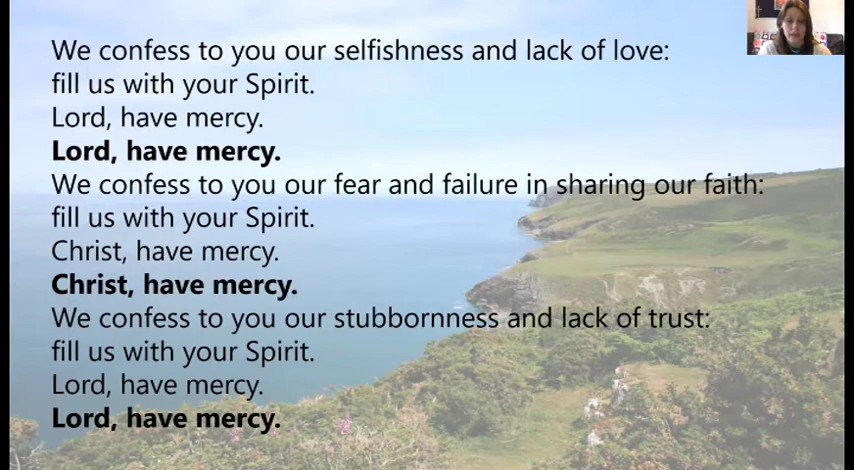 We confess to you our selfishness and lack of love:
fill us with your Spirit.
Lord, have mercy.
Lord, have mercy.
We confess to you our fear and failure in sharing our faith:
fill us with your Spirit.
Christ, have mercy.
Christ, have mercy.
We confess to you our stubbornness and lack of trust:
fill us with your Spirit.
Lord, have mercy.
Lord, have mercy.